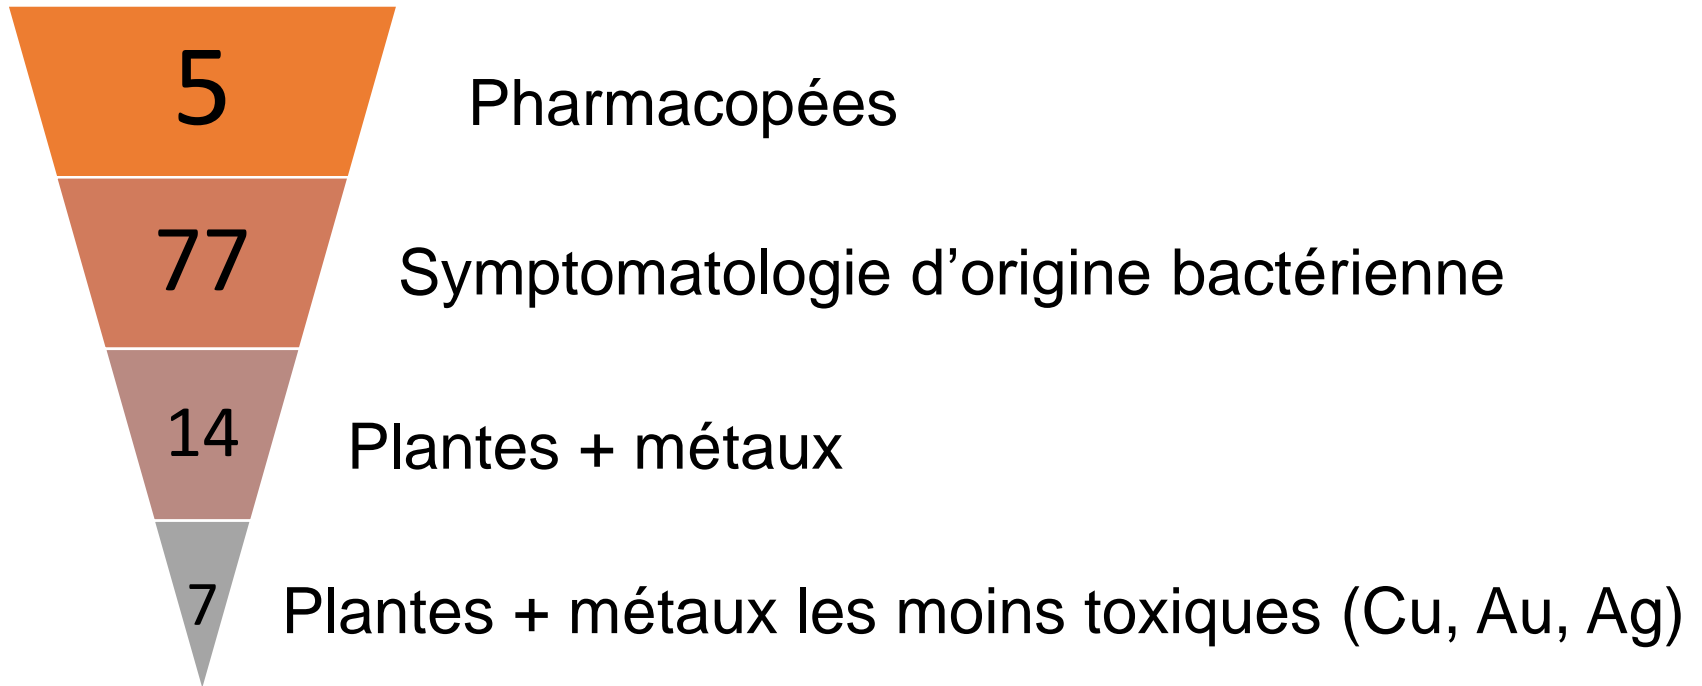 5 Pharmacopées
77 Symptomatologie d’origine bactérienne
14 Plantes + métaux
7 Plantes + métaux les moins toxiques (Cu, Au, Ag)